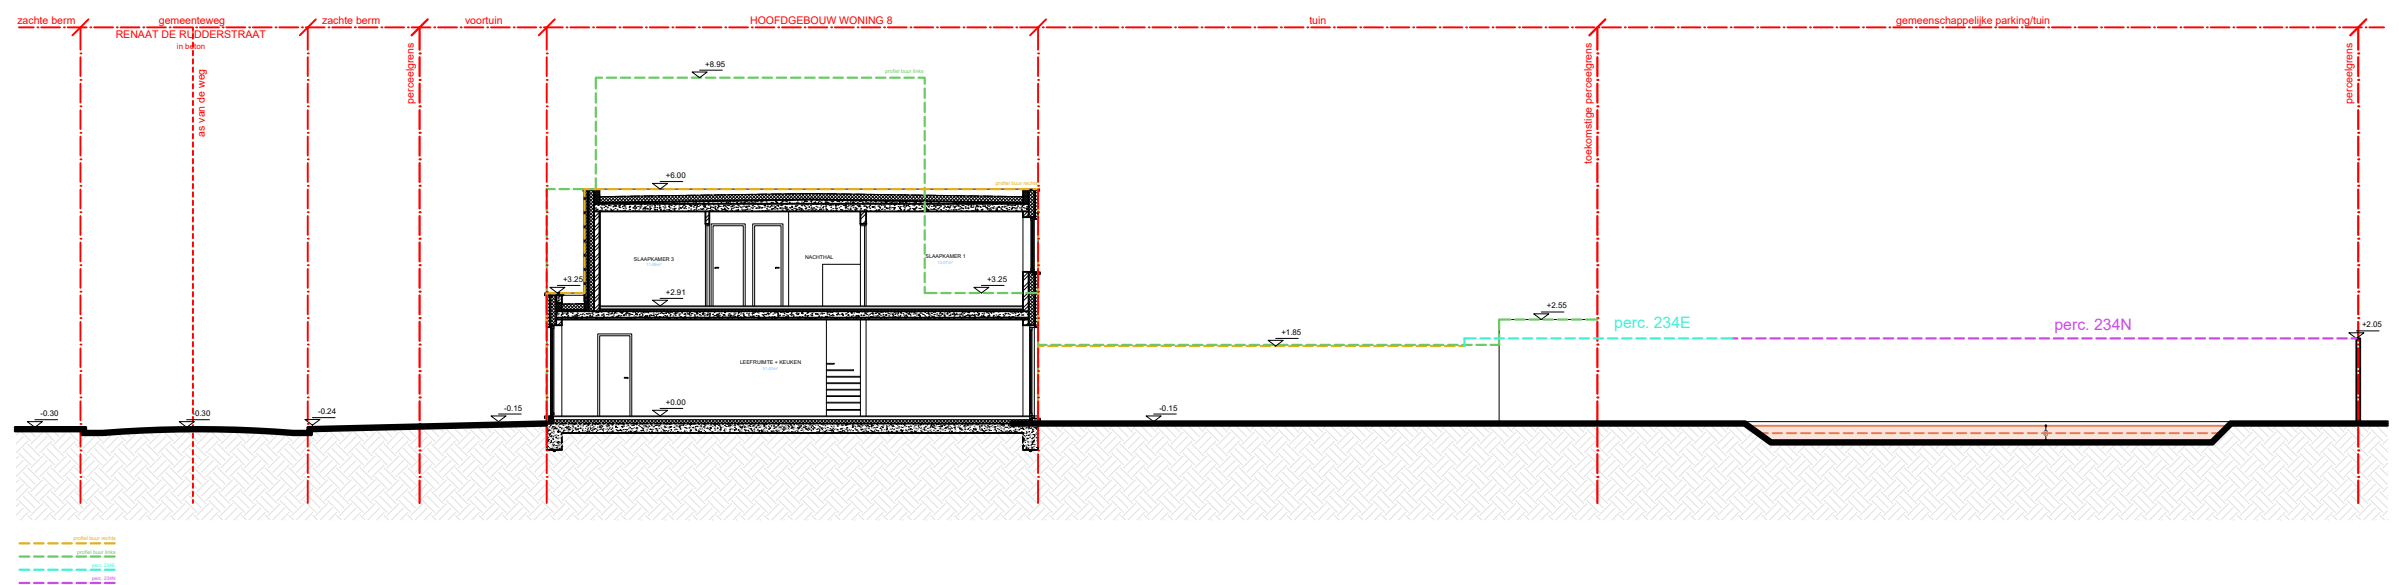 zachte berm
gemeenteweg
zachte berm
voortuin
HOOFDGEBOUW WONING 8
tuin
gemeenschappelijke parking/tuin
RENAAT DE RUDDERSTRAAT
in beton
as van de weg
perceelgrens
toekomstige perceelgrens
perceelgrens
+8.95
profiel buur links
+6.00
profiel buur rechts
SLAAPKAMER 3
NACHTHAL
SLAAPKAMER 1
+3.25
+2.91
+3.25
+2.55
perc. 234E
perc. 234N
+2.05
+1.85
LEEFRUIMTE + KEUKEN
+0.00
-0.30
-0.30
-0.24
-0.15
-0.15
profiel buur rechts
profiel buur links
perc. 234E
perc. 234N